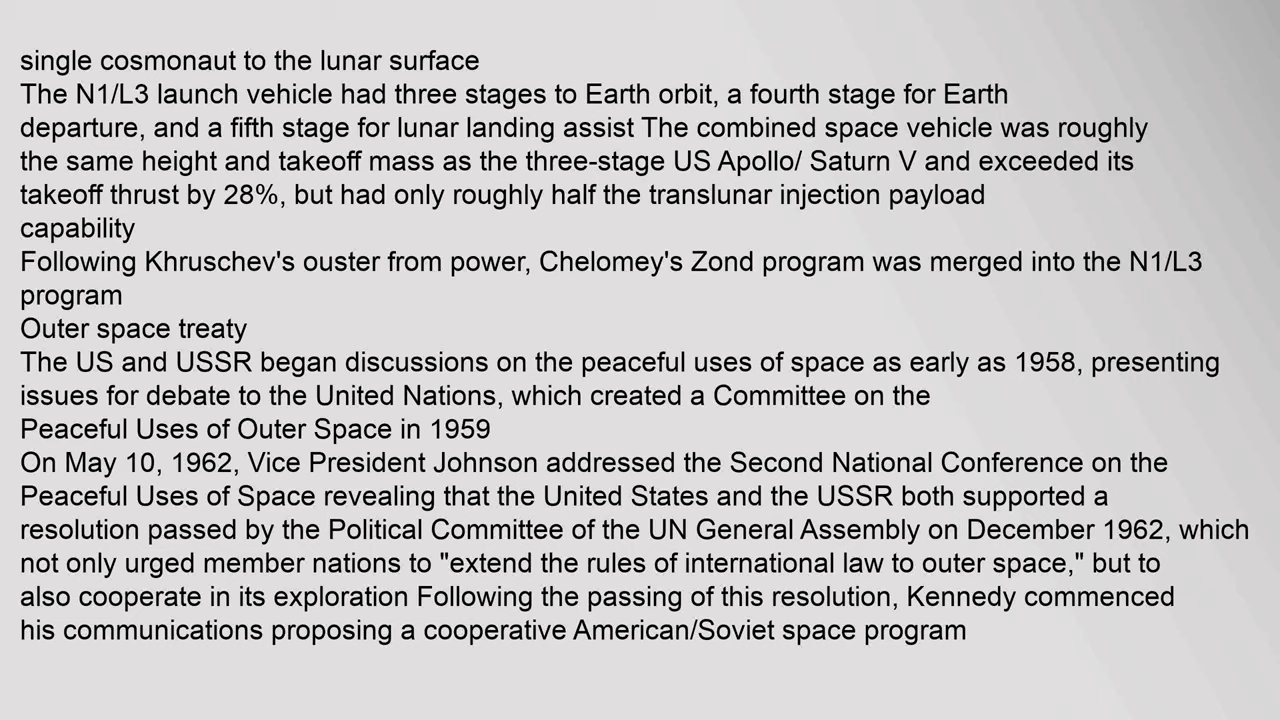 single cosmonaut to the lunar surface
The N1/L3 launch vehicle had three stages to Earth orbit, a fourth stage for Earth
departure, and a fifth stage for lunar landing assist The combined space vehicle was roughly
the same height and takeoff mass as the three-stage US Apollo/ Saturn V and exceeded its
takeoff thrust by 28%, but had only roughly half the translunar injection payload
capability
Following Khruschev's ouster from power, Chelomey's Zond program was merged into the N1/L3
program
Outer space treaty
The US and USSR began discussions on the peaceful uses of space as early as 1958, presenting
issues for debate to the United Nations, which created a Committee on the
Peaceful Uses of Outer Space in 1959
On May 10, 1962, Vice President Johnson addressed the Second National Conference on the
Peaceful Uses of Space revealing that the United States and the USSR both supported a
resolution passed by the Political Committee of the UN General Assembly on December 1962, which
not only urged member nations to "extend the rules of international law to outer space," but to
also cooperate in its exploration Following the passing of this resolution, Kennedy commenced
his communications proposing a cooperative American/Soviet space program